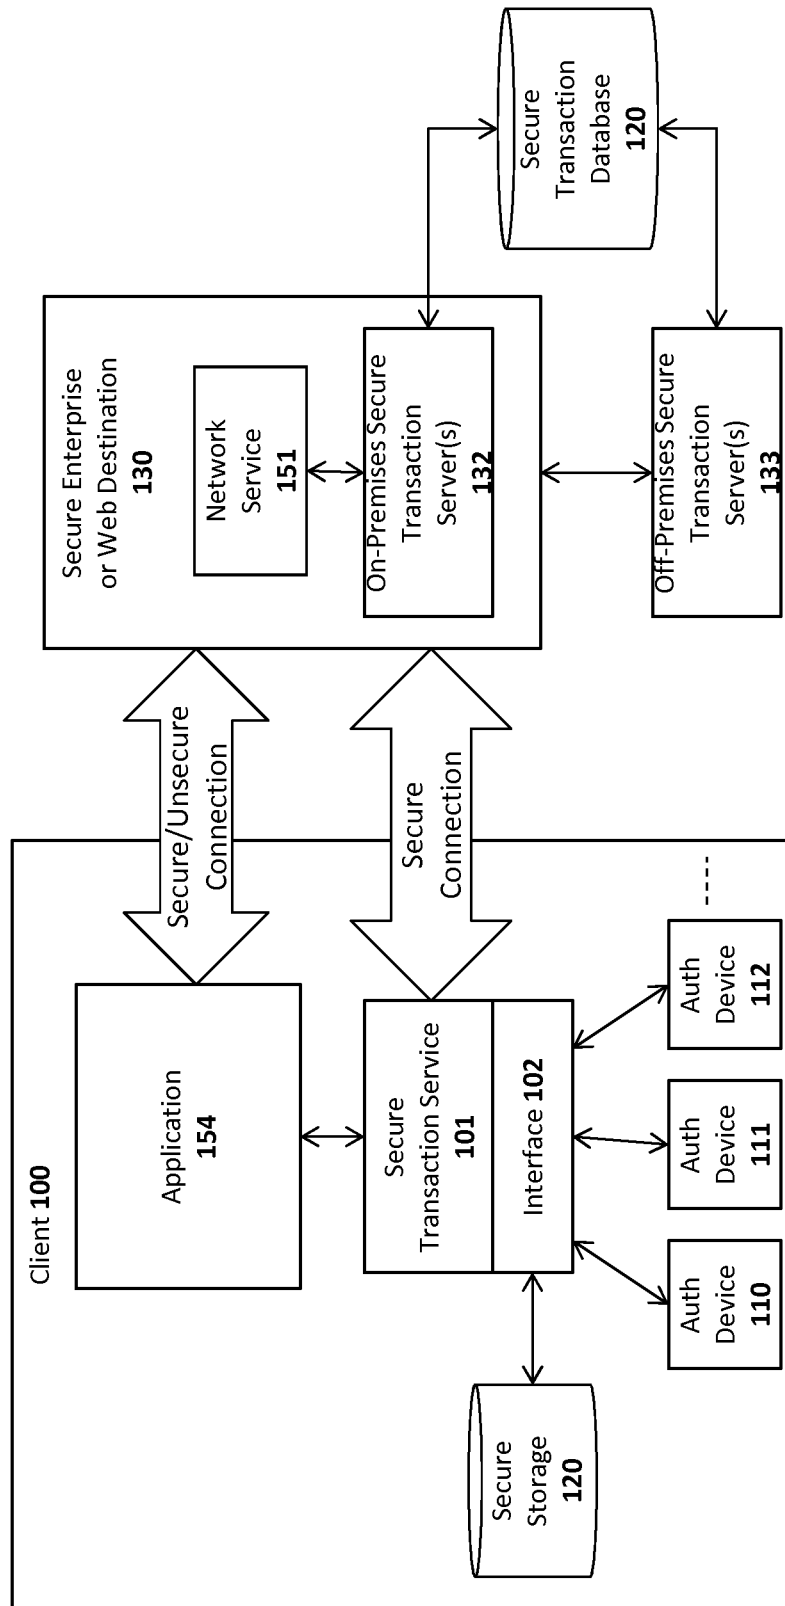 Client 100
Application
154
Secure
Transaction Service
101
Interface 102
Secure
Storage
120
Auth
Device
110
Auth
Device
111
Auth
Device
112
Secure/Unsecure
Connection
Secure
Connection
Secure Enterprise
or Web Destination
130
Network
Service
151
On-Premises Secure
Transaction
Server(s)
132
Off-Premises Secure
Transaction
Server(s)
133
Secure
Transaction
Database
120